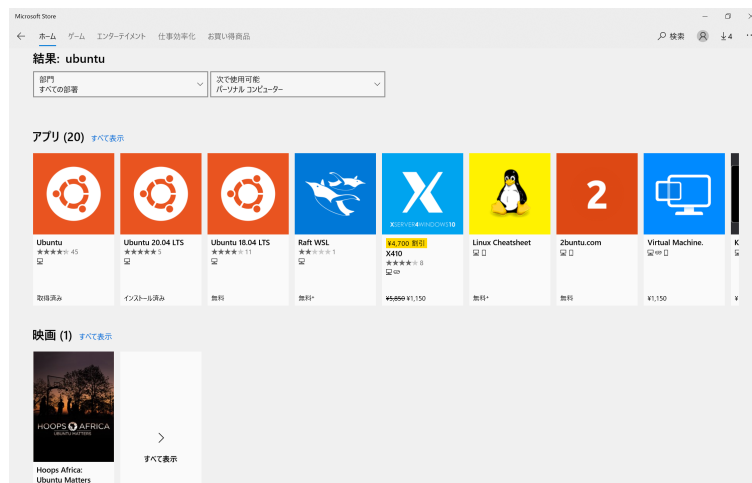 Microsoft Store
ホーム ゲーム エンターテイメント 仕事効率化 お買い得商品 検索 4
結果: ubuntu
部門
すべての部署
次で使用可能
パーソナル コンピューター
アプリ (20) すべて表示
Ubuntu
45
取得済み
Ubuntu 20.04 LTS
5
インストール済み
Ubuntu 18.04 LTS
11
無料
Raft WSL
1
無料+
X
XSERVER4WINDOWS10
¥4,700 割引
X410
8
¥5,850 ¥1,150
Linux Cheatsheet
無料+
2
2buntu.com
無料
Virtual Machine.
¥1,150
K
¥
映画 (1) すべて表示
HOOPS AFRICA
UBUNTU MATTERS
Hoops Africa:
Ubuntu Matters
すべて表示